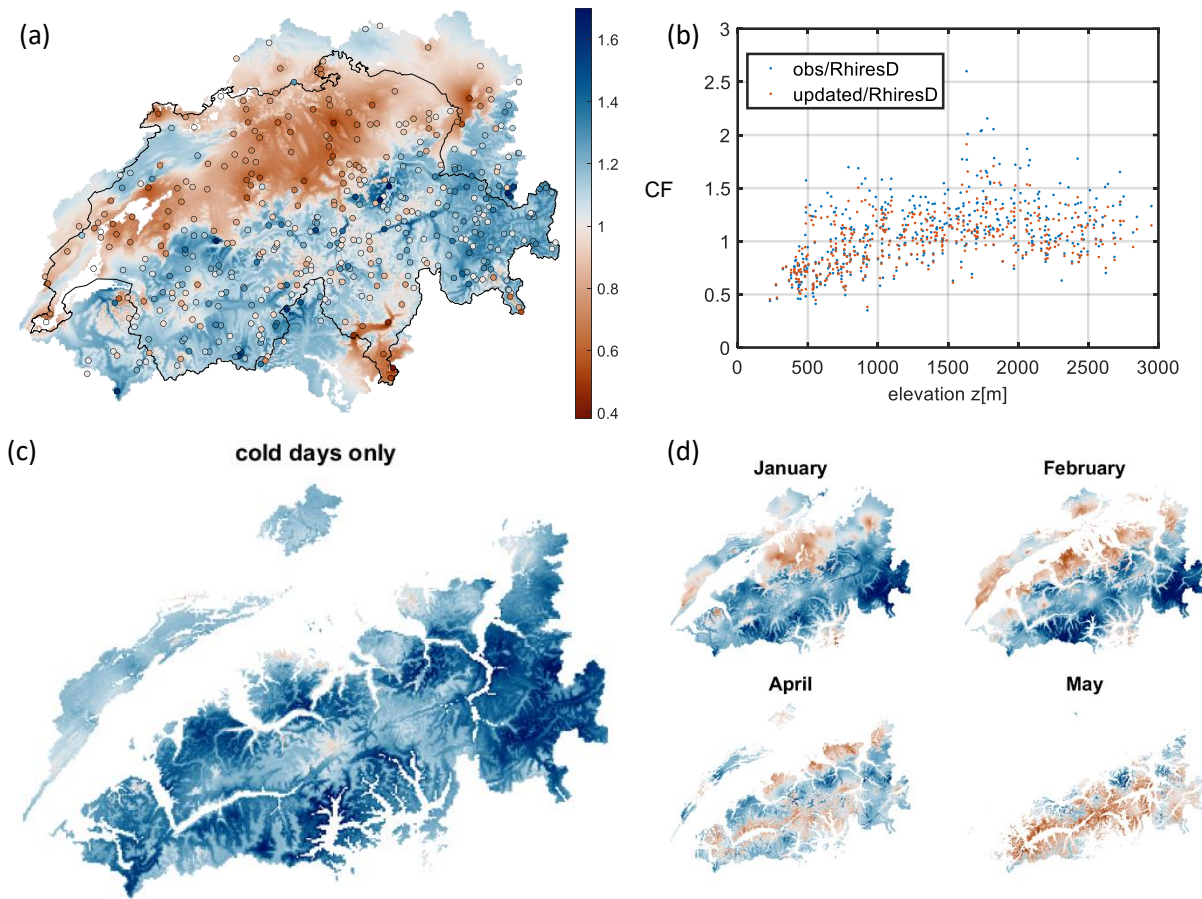 (a)
1.6
1.4
1.2
1
0.8
0.6
0.4
(b)
3
2.5
2
1.5
1
0.5
0
CF
obs/RhiresD
updated/RhiresD
0 500 1000 1500 2000 2500 3000
elevation z[m]
(c)
cold days only
(d)
January
February
April
May